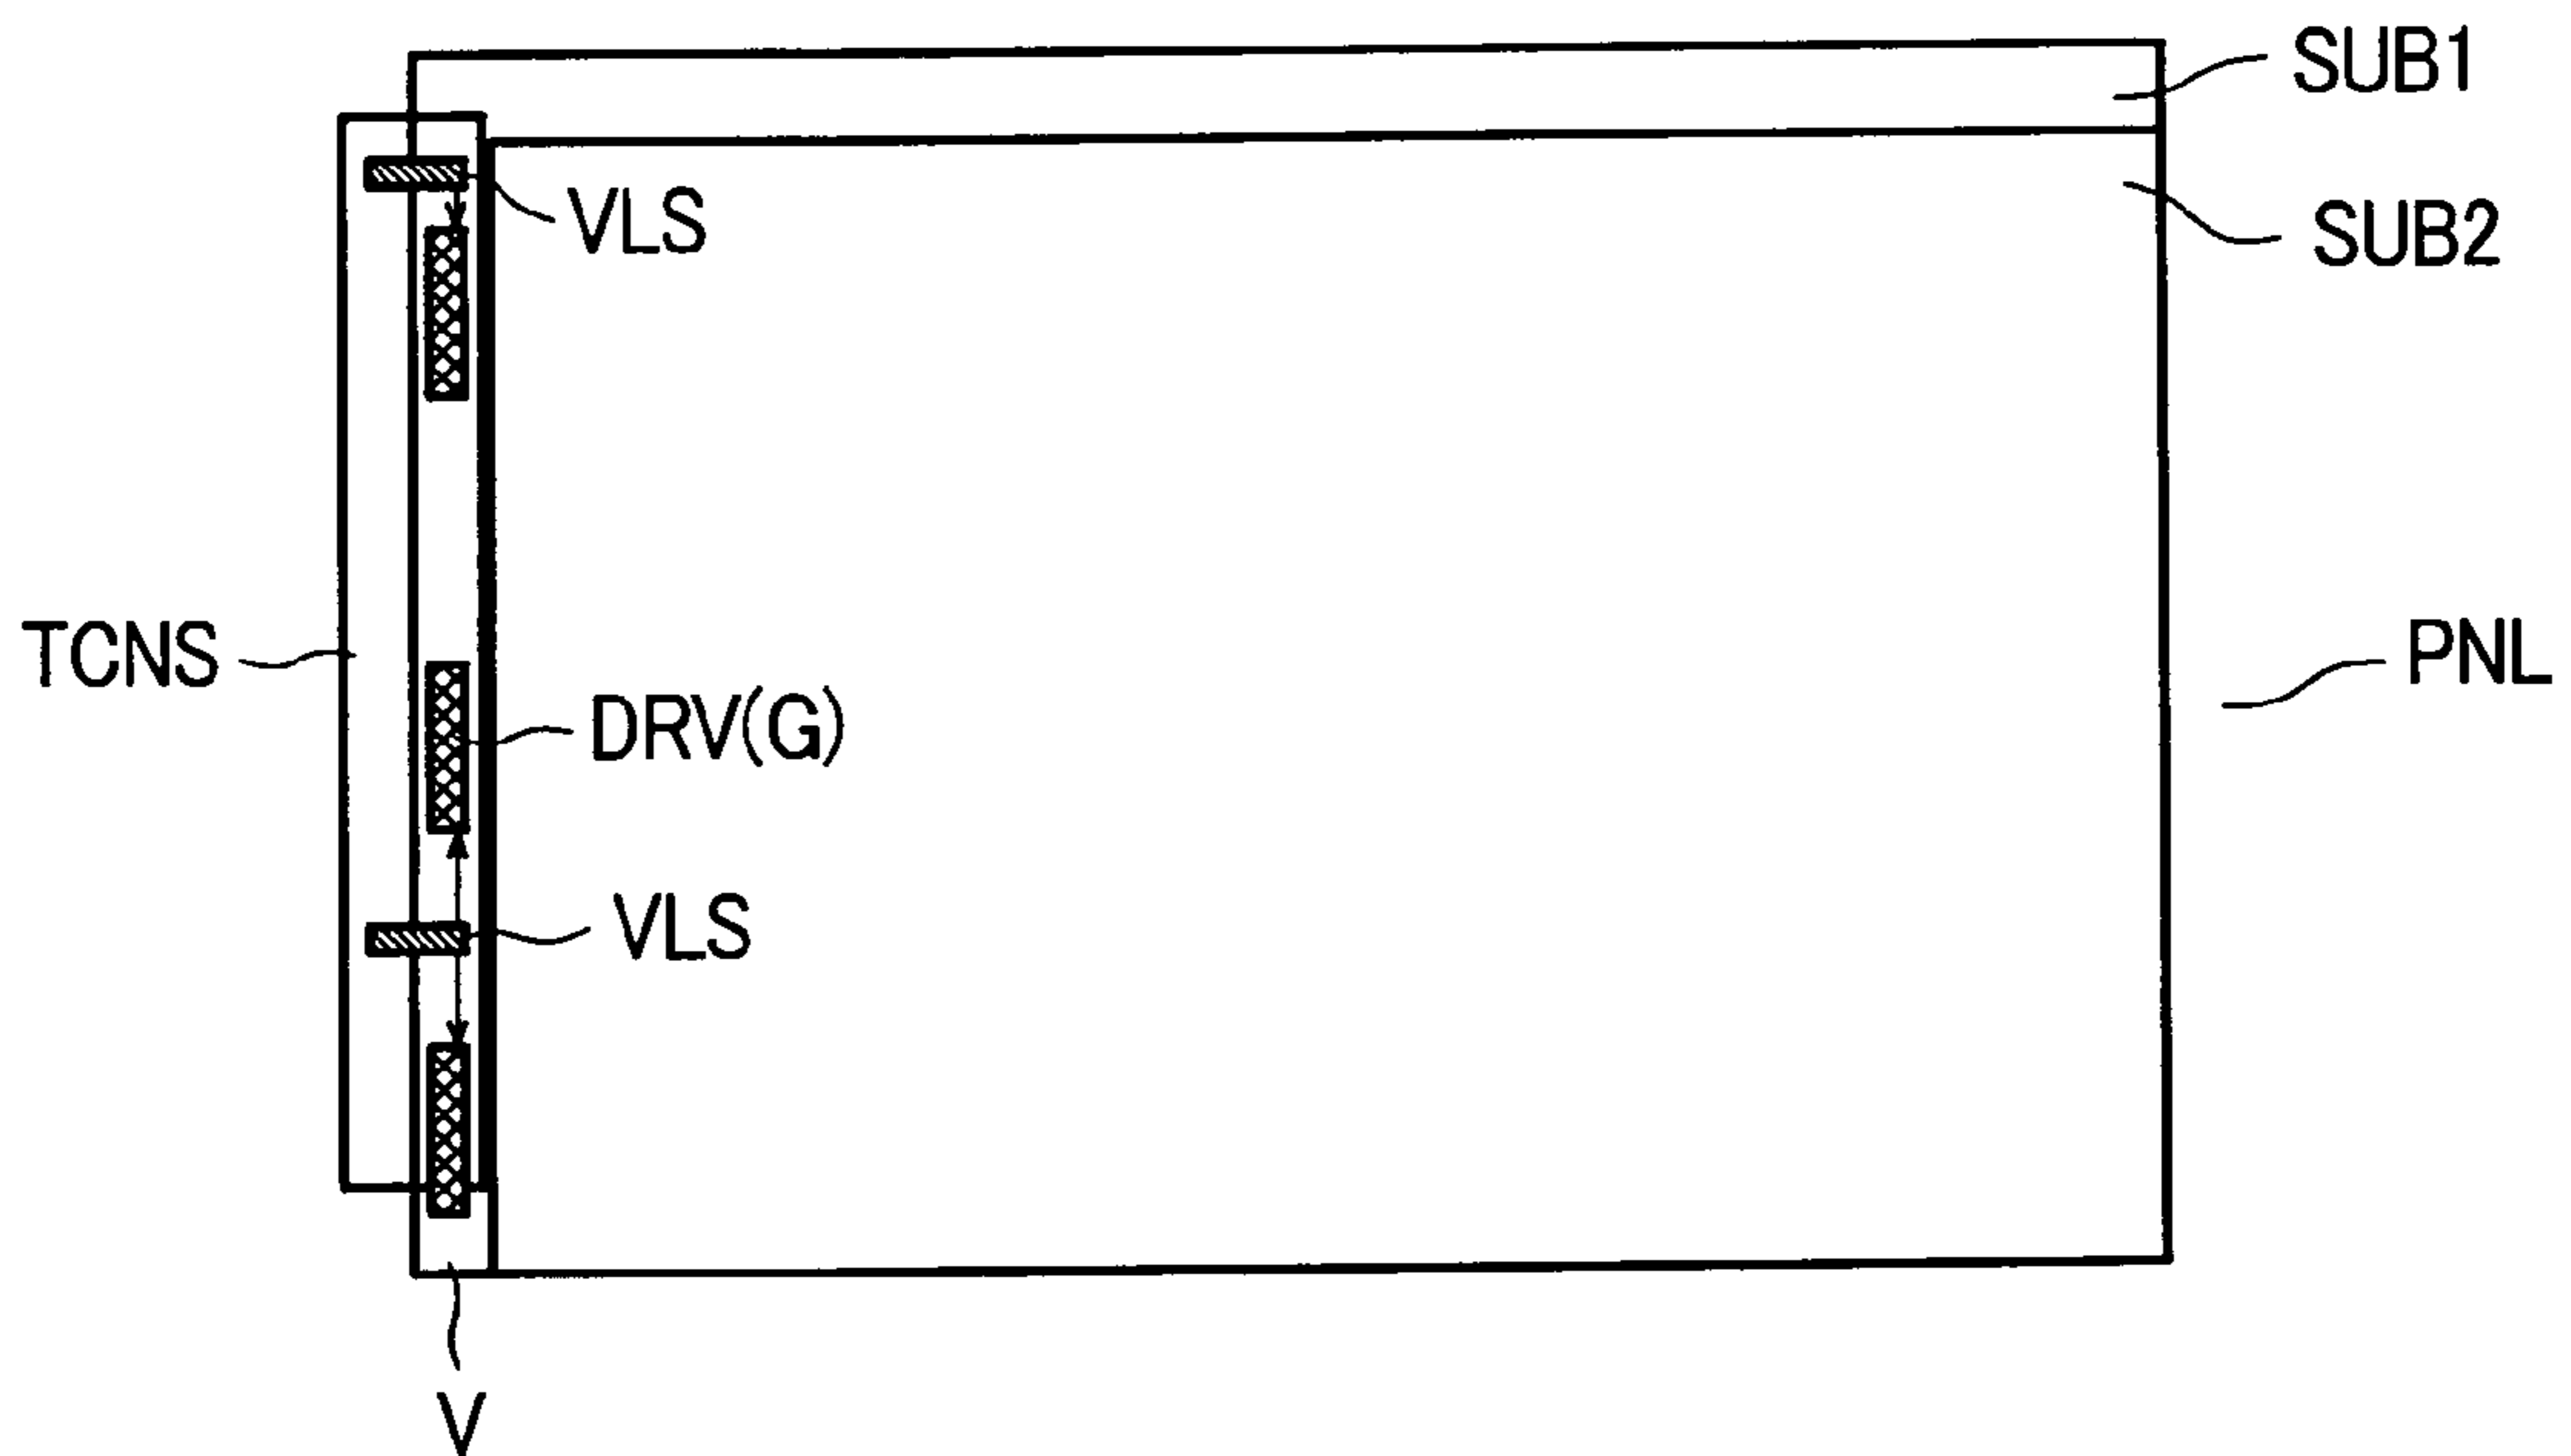 SUB1
VLS
SUB2
TCNS
PNL
DRV(G)
VLS
V